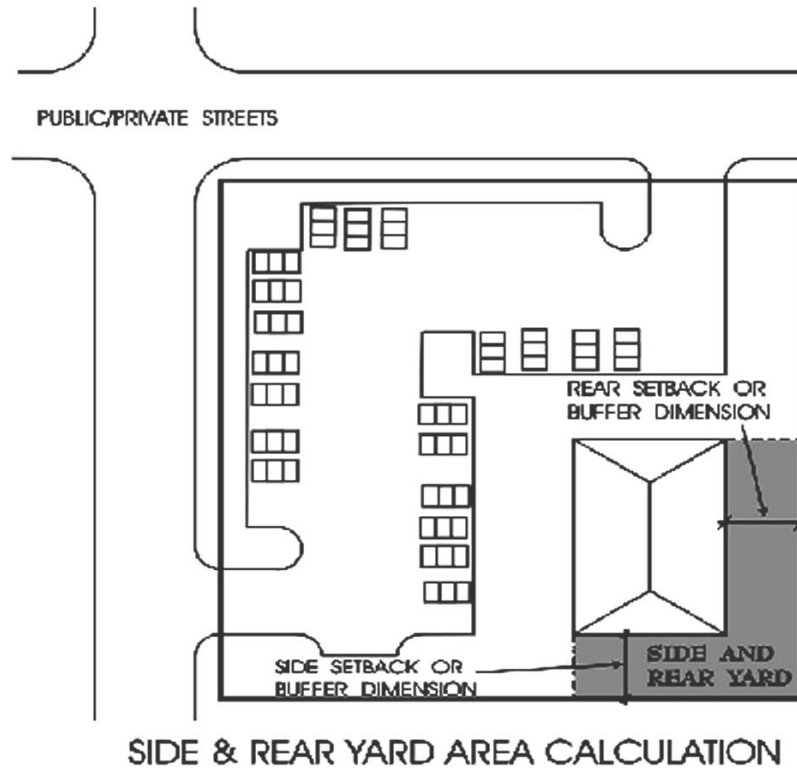 PUBLIC/PRIVATE STREETS
REAR SETBACK OR
BUFFER DIMENSION
SIDE AND
REAR YARD
SIDE SETBACK OR
BUFFER DIMENSION
SIDE & REAR YARD AREA CALCULATION